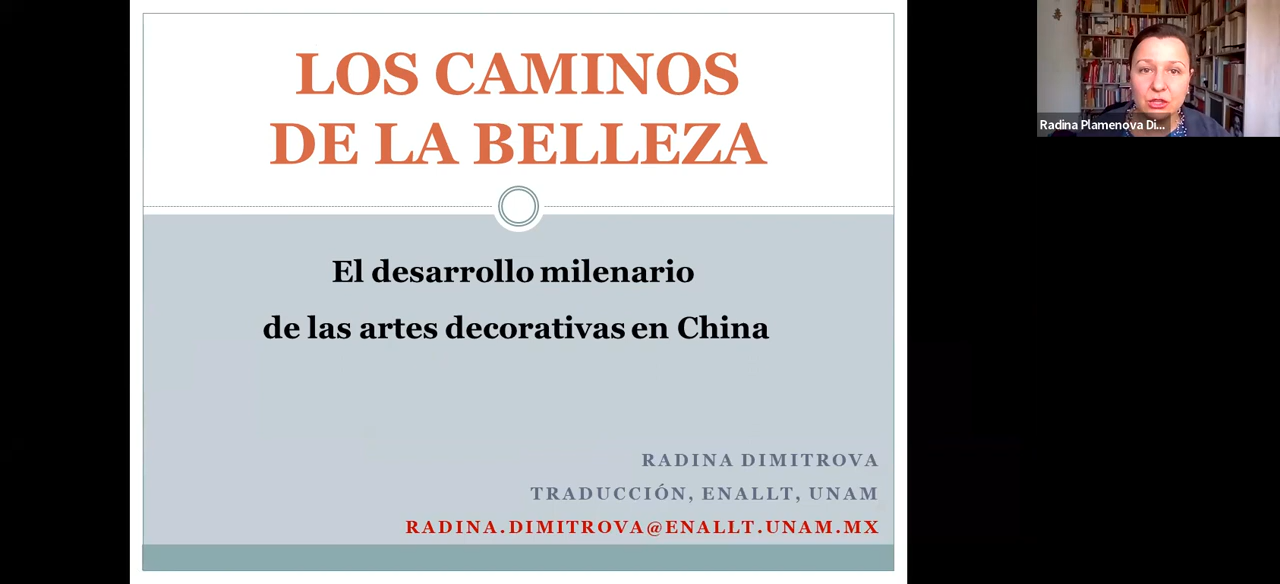 LOS CAMINOS
DE LA BELLEZA
El desarrollo milenario
de las artes decorativas en China
RADINA DIMITROVA
TRADUCCIÓN, ENALLT, UNAM
RADINA.DIMITROVA@ENALLT.UNAM.MX
Radina Plamenova Di...